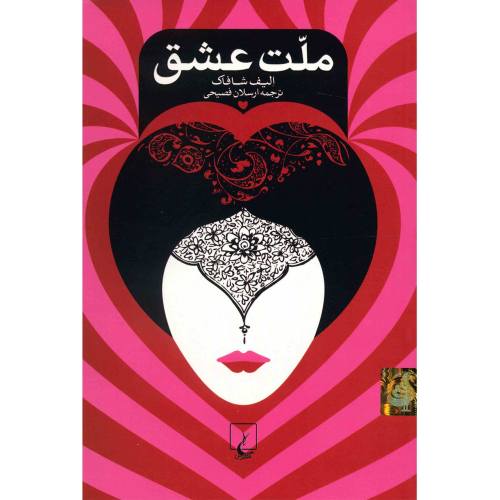 ملّت عشق
الیف شافاک
ترجمه ارسلان فصیحی